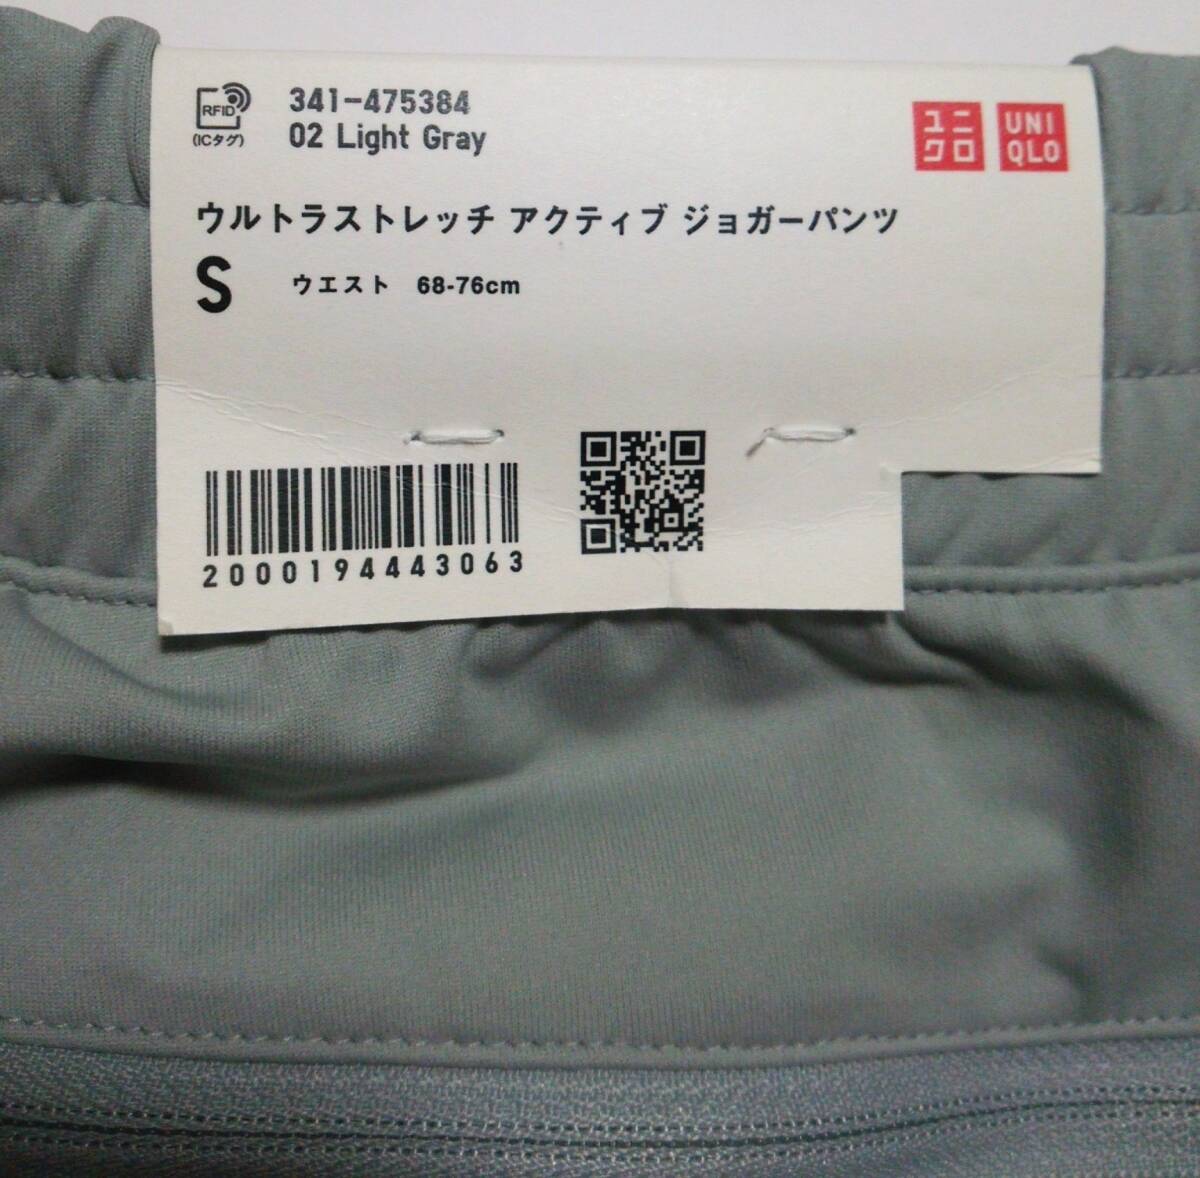 RFID
(ICタグ)
341-475384
02 Light Gray
ユニ
クロ
UNI
QLO
ウルトラストレッチ アクティブ ジョガーパンツ
S ウエスト 68-76cm
2000194443063